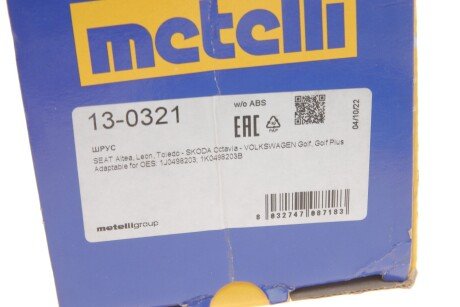 metelli
13-0321
w/o ABS
04/10/22
EAC
ШРУС
SEAT Altea, Leon, Toledo - SKODA Octavia - VOLKSWAGEN Golf, Golf Plus
Adaptable for OES: 1J0498203, 1K0498203B
metelligroup
8 032747 087183